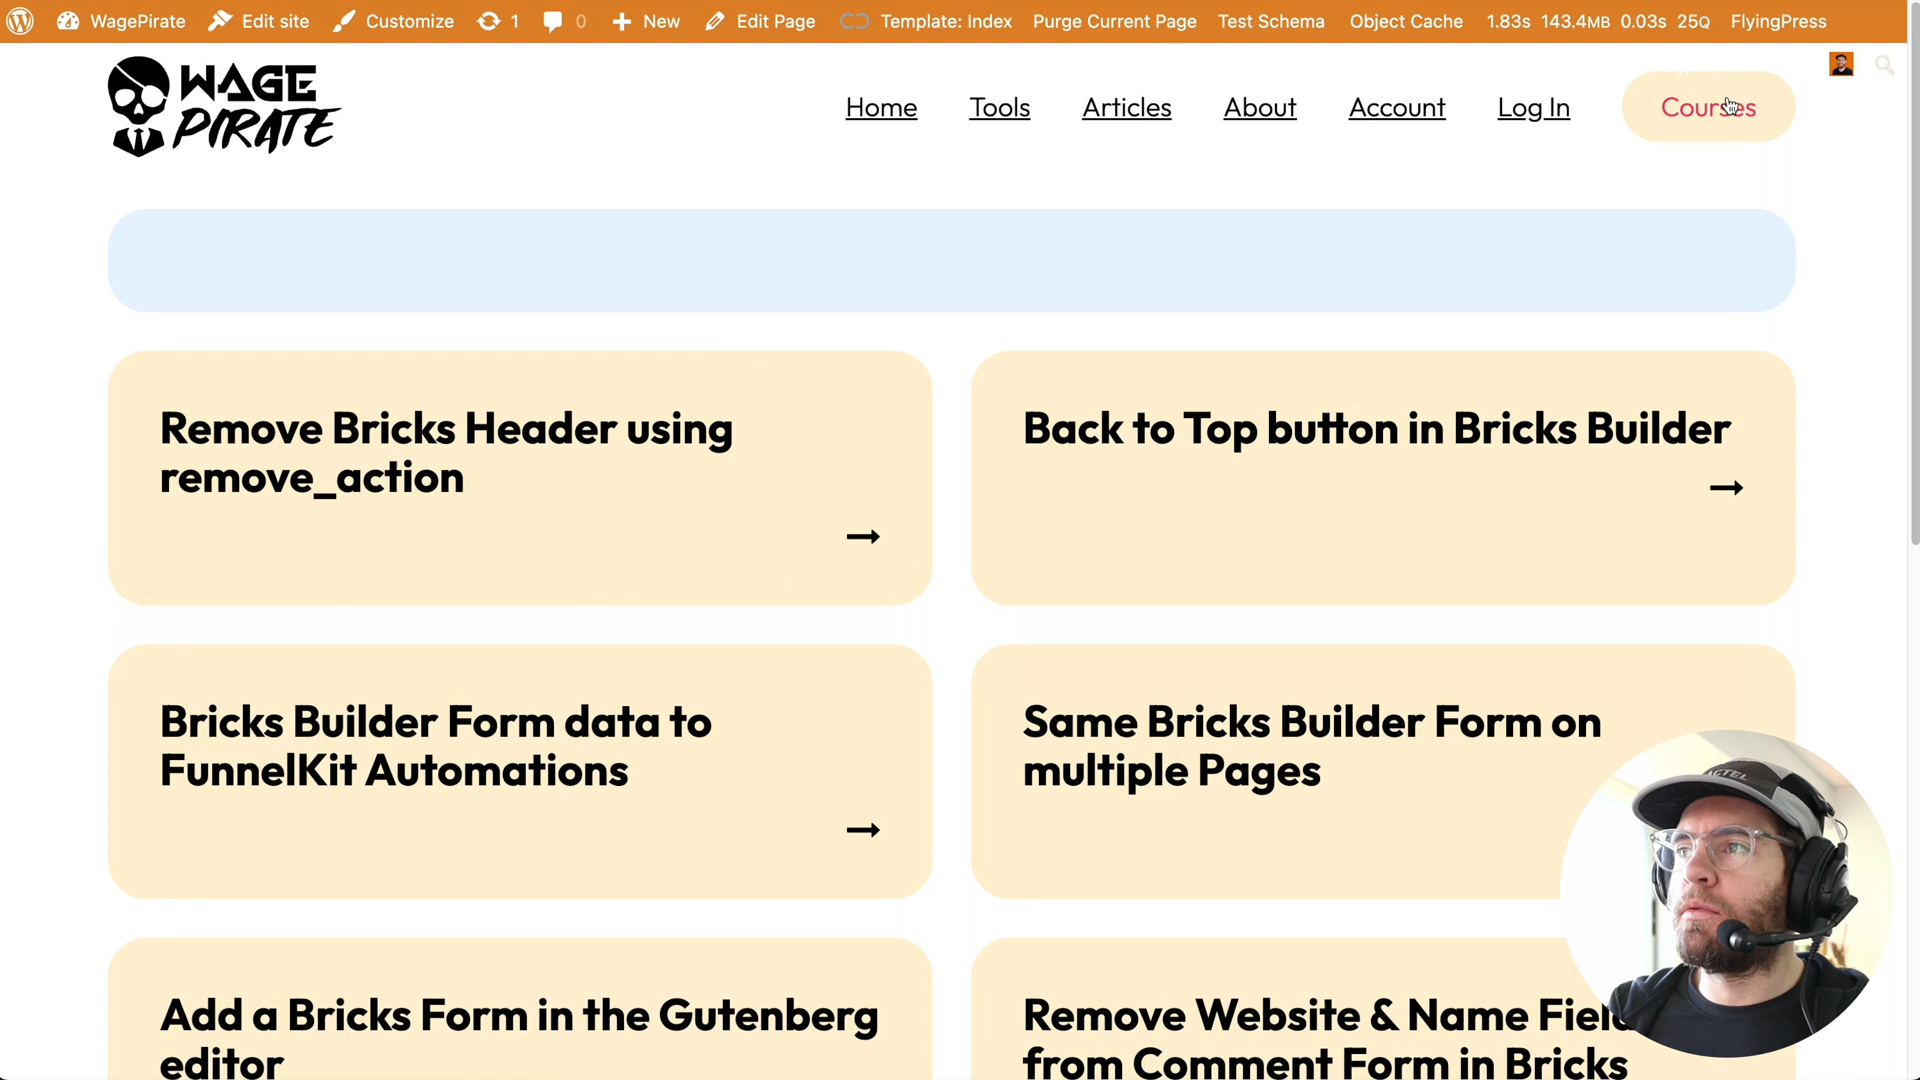 WagePirate Edit site Customize 1 0 New Edit Page Template: Index Purge Current Page Test Schema Object Cache 1.83s 143.4MB 0.03s 25Q FlyingPress
WAGE
PIRATE
Home Tools Articles About Account Log In Courses
Remove Bricks Header using
remove_action
Back to Top button in Bricks Builder
Bricks Builder Form data to
FunnelKit Automations
Same Bricks Builder Form on
multiple Pages
Add a Bricks Form in the Gutenberg
editor
Remove Website & Name Field
from Comment Form in Bricks